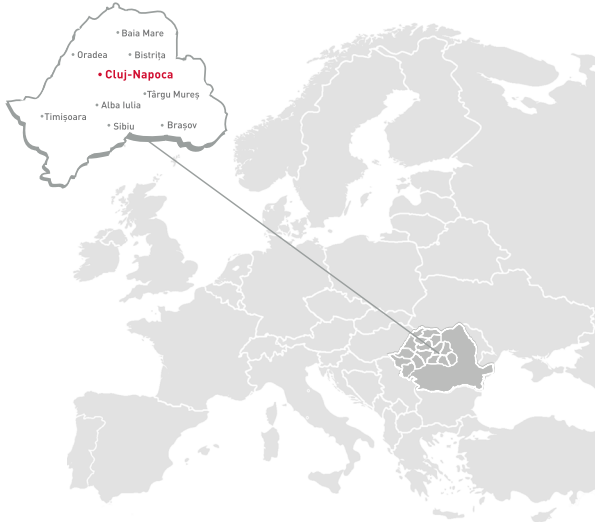 Baia Mare
Oradea
Bistrița
Cluj-Napoca
Târgu Mureș
Alba Iulia
Timișoara
Sibiu
Brașov